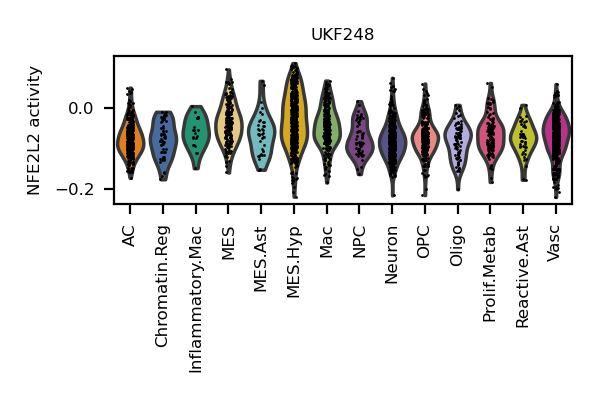 UKF248
NFE2L2 activity
0.0
−0.2
AC
Chromatin.Reg
Inflammatory.Mac
MES
MES.Ast
MES.Hyp
Mac
NPC
Neuron
OPC
Oligo
Prolif.Metab
Reactive.Ast
Vasc